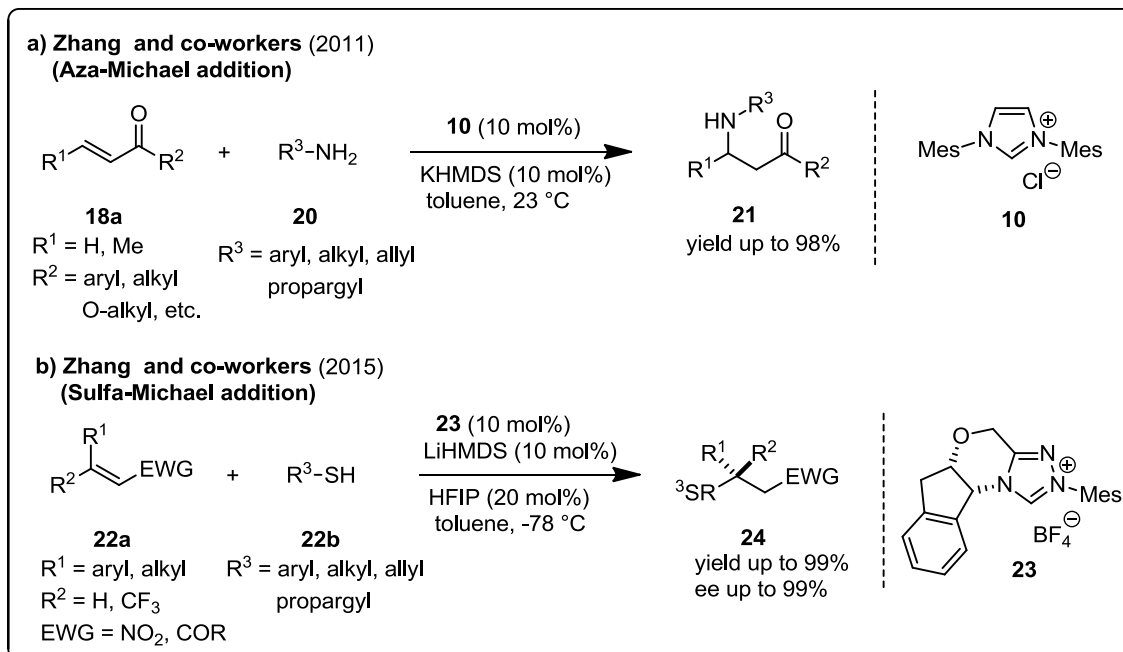 a) Zhang and co-workers (2011)
(Aza-Michael addition)
O
R1
R2
+
R3-NH2
10 (10 mol%)
KHMDS (10 mol%)
toluene, 23 °C
R3
HN
O
R1
R2
Mes
N
N
+
Mes
Cl⊖
18a
20
21
10
R1 = H, Me
R2 = aryl, alkyl
O-alkyl, etc.
R3 = aryl, alkyl, allyl
propargyl
yield up to 98%
b) Zhang and co-workers (2015)
(Sulfa-Michael addition)
R1
R2
EWG
+
R3-SH
23 (10 mol%)
LiHMDS (10 mol%)
HFIP (20 mol%)
toluene, -78 °C
R1
R2
3SR
EWG
O
N
+
N
N
Mes
BF4⊖
22a
22b
24
23
R1 = aryl, alkyl
R2 = H, CF3
EWG = NO2, COR
R3 = aryl, alkyl, allyl
propargyl
yield up to 99%
ee up to 99%